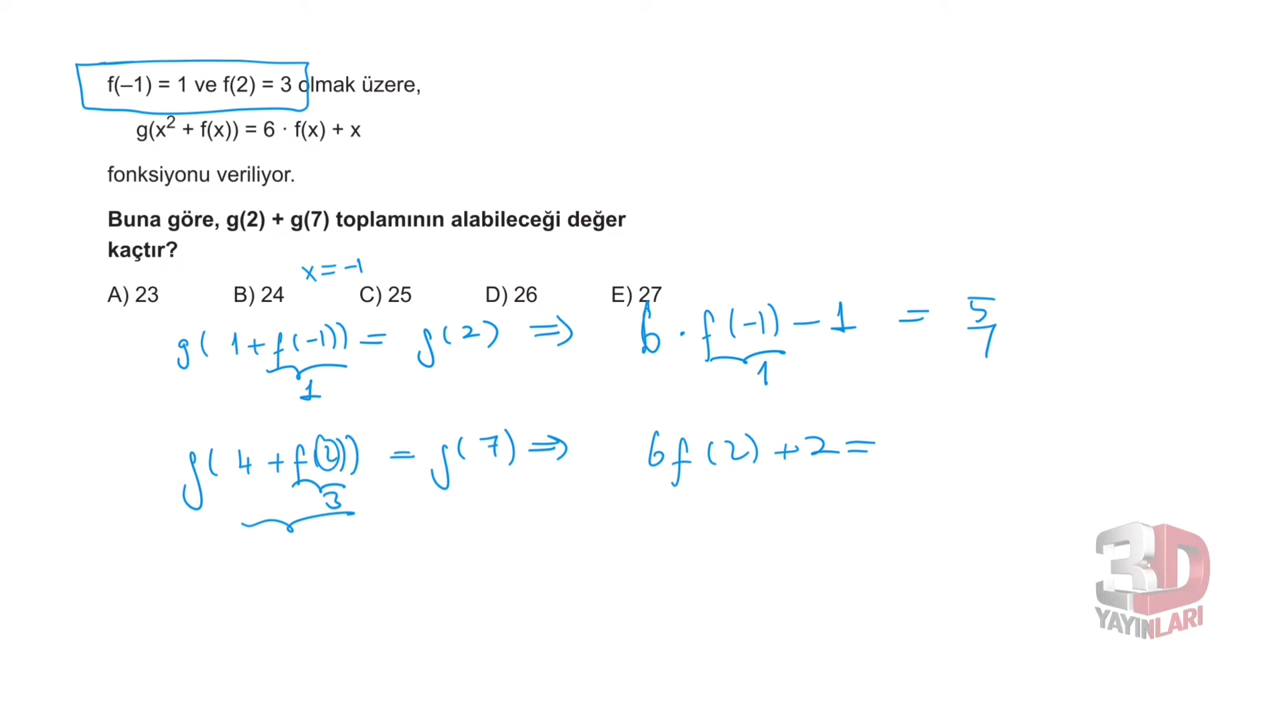 f(–1) = 1 ve f(2) = 3 olmak üzere,
g(x² + f(x)) = 6 · f(x) + x
fonksiyonu veriliyor.
Buna göre, g(2) + g(7) toplamının alabileceği değer
kaçtır?
x = -1
A) 23 B) 24 C) 25 D) 26 E) 27
g( 1 + f(-1)) = g(2) ⇒ 6 · f(-1) - 1 = 5
1 1
g( 4 + f(2)) = g(7) ⇒ 6f(2) + 2 =
3
3D
YAYINLARI